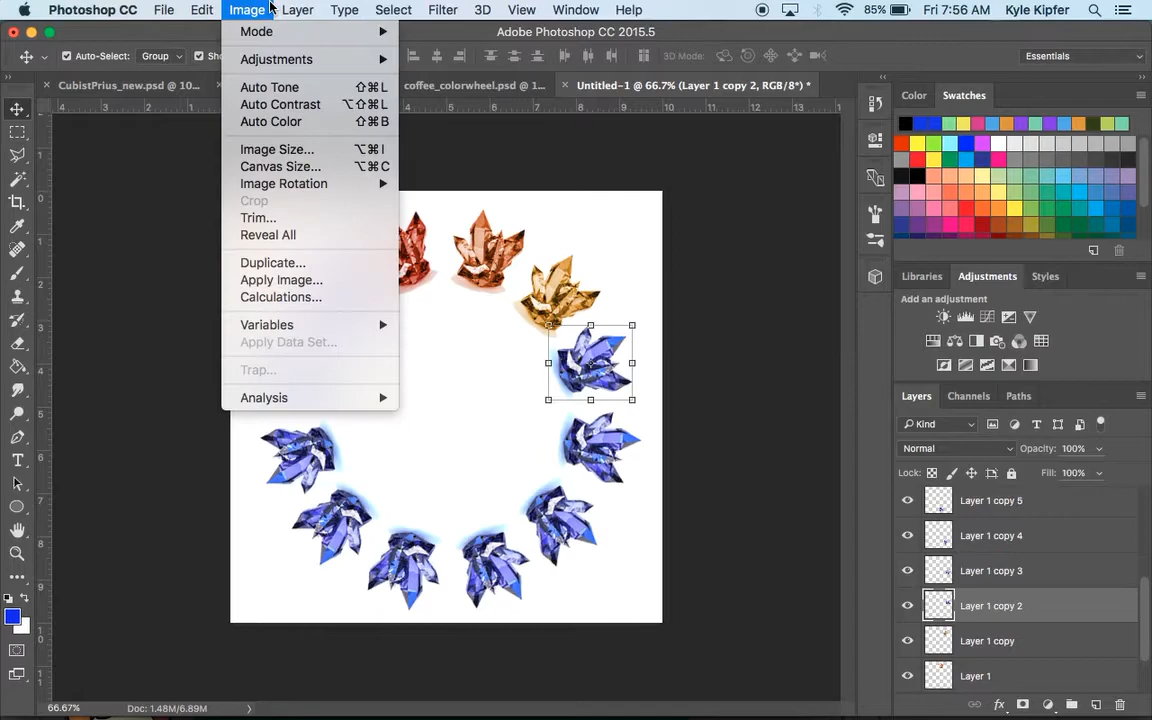 Photoshop CC File Edit Image Layer Type Select Filter 3D View Window Help 85% Fri 7:56 AM Kyle Kipfer
Adobe Photoshop CC 2015.5
Auto-Select: Group Sho 3D Mode: Essentials
CubistPrius_new.psd @ 10... coffee_colorwheel.psd @ 1... Untitled-1 @ 66.7% (Layer 1 copy 2, RGB/8*) *
Mode
Adjustments
Auto Tone ⇧⌘L
Auto Contrast ⌥⇧⌘L
Auto Color ⇧⌘B
Image Size... ⌥⌘I
Canvas Size... ⌥⌘C
Image Rotation
Crop
Trim...
Reveal All
Duplicate...
Apply Image...
Calculations...
Variables
Apply Data Set...
Trap...
Analysis
Color Swatches
Libraries Adjustments Styles
Add an adjustment
Layers Channels Paths
Kind
Normal Opacity: 100%
Lock: Fill: 100%
Layer 1 copy 5
Layer 1 copy 4
Layer 1 copy 3
Layer 1 copy 2
Layer 1 copy
Layer 1
66.67% Doc: 1.48M/6.89M